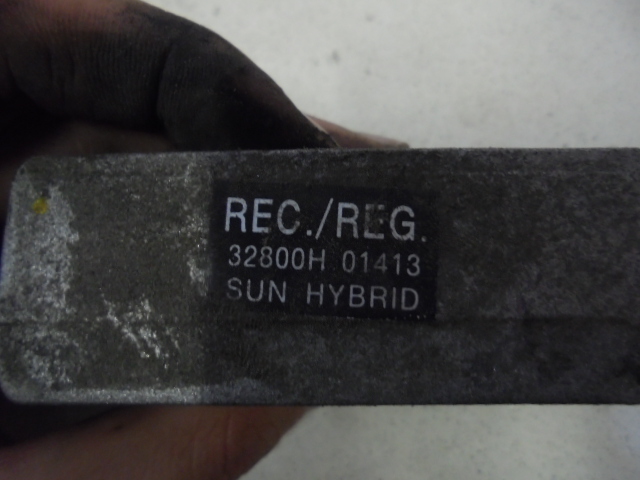 REC./REG.
32800H 01413
SUN HYBRID